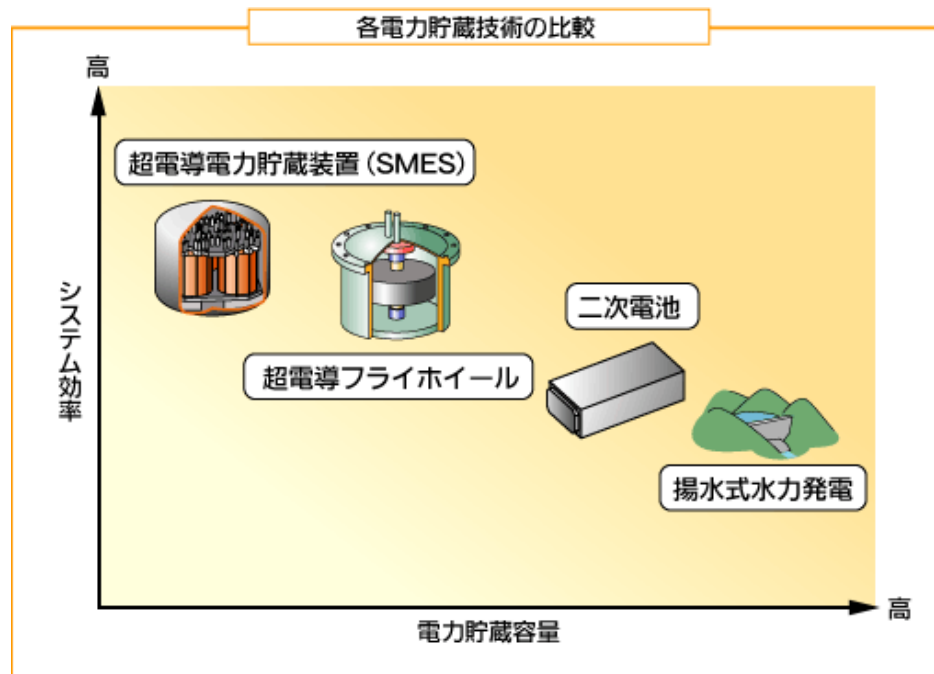 各電力貯蔵技術の比較
高
超電導電力貯蔵装置(SMES)
超電導フライホイール
二次電池
揚水式水力発電
システム効率
電力貯蔵容量
高